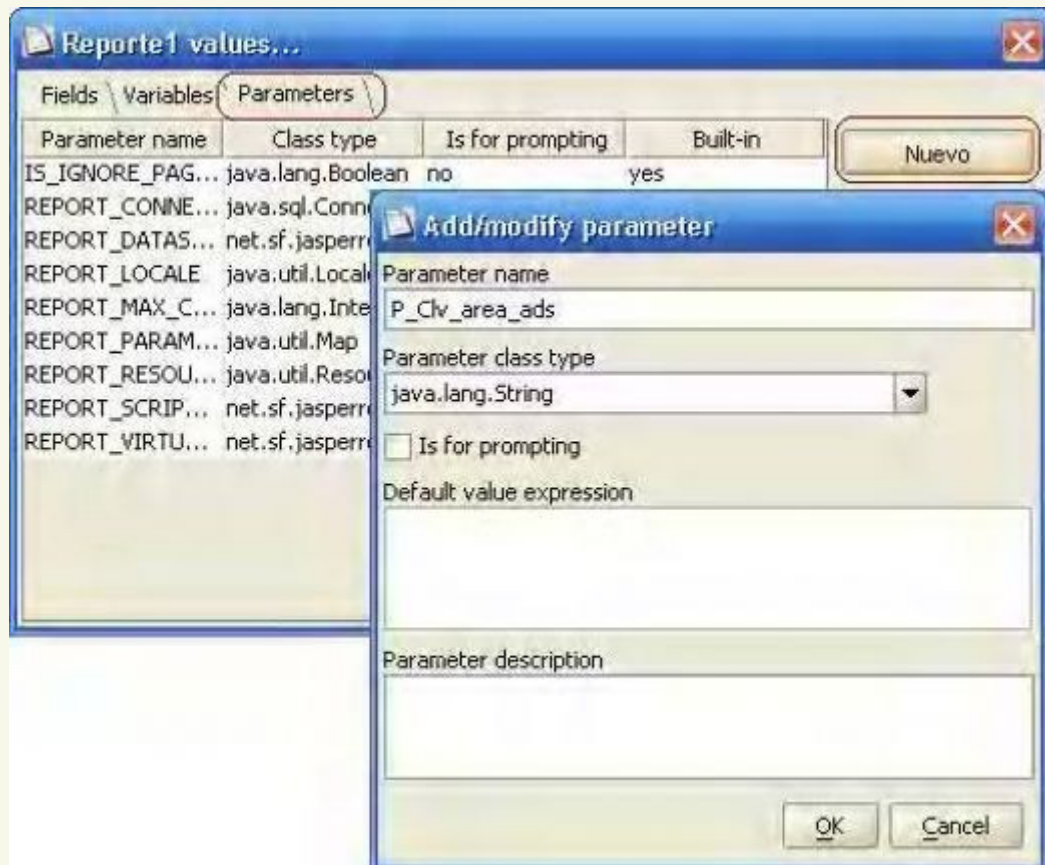 Reporte1 values...
Fields \ Variables Parameters
Parameter name Class type Is for prompting Built-in
Nuevo
IS_IGNORE_PAG... java.lang.Boolean no yes
REPORT_CONNE... java.sql.Conn
REPORT_DATAS... net.sf.jasperre
REPORT_LOCALE java.util.Local
REPORT_MAX_C... java.lang.Inte
REPORT_PARAM... java.util.Map
REPORT_RESOU... java.util.Resou
REPORT_SCRIP... net.sf.jasperre
REPORT_VIRTU... net.sf.jasperre
Add/modify parameter
Parameter name
P_Clv_area_ads
Parameter class type
java.lang.String
Is for prompting
Default value expression
Parameter description
OK Cancel